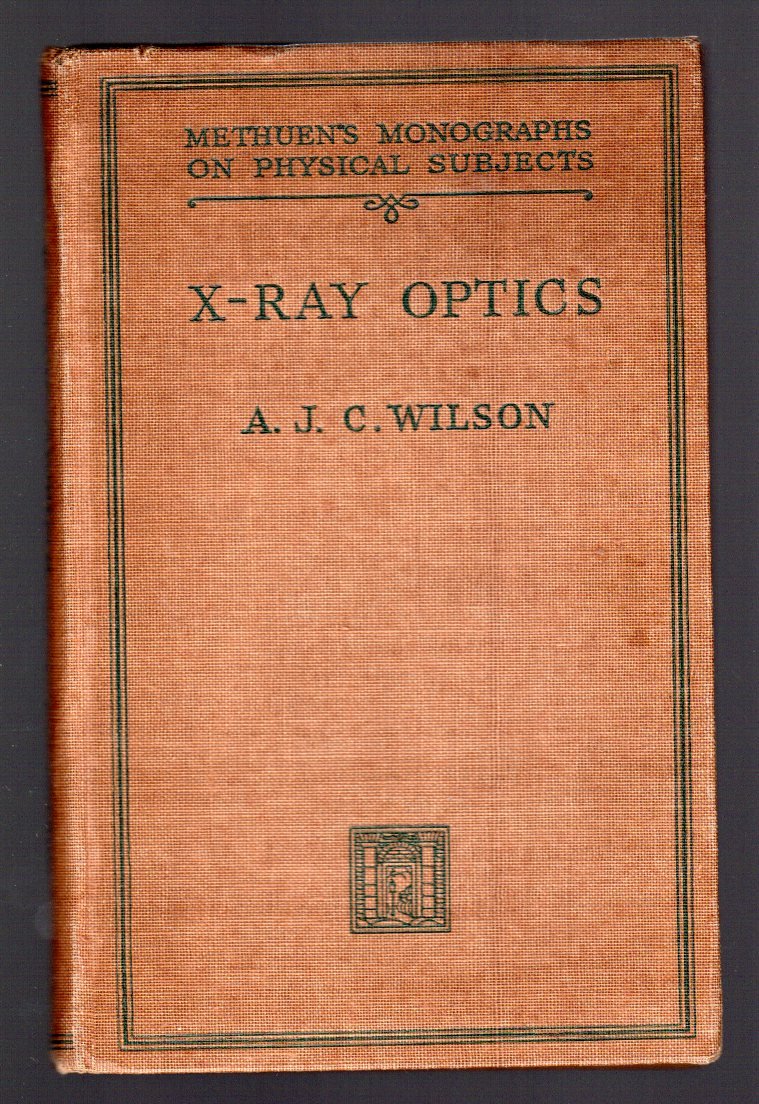 METHUEN'S MONOGRAPHS
ON PHYSICAL SUBJECTS
X-RAY OPTICS
A. J. C. WILSON